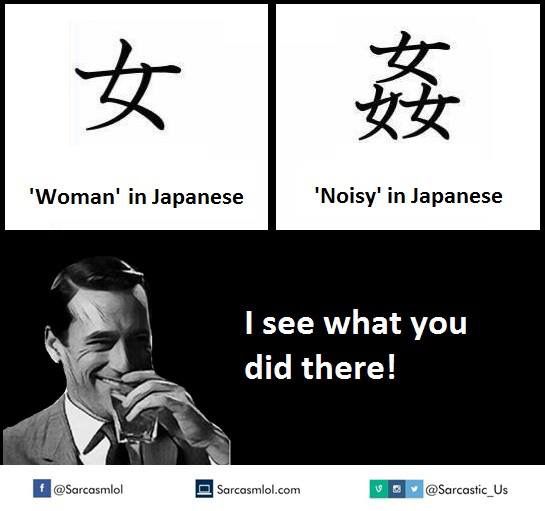 女
姦
'Woman' in Japanese
'Noisy' in Japanese
I see what you
did there!
@Sarcasmlol
Sarcasmlol.com
@Sarcastic_Us